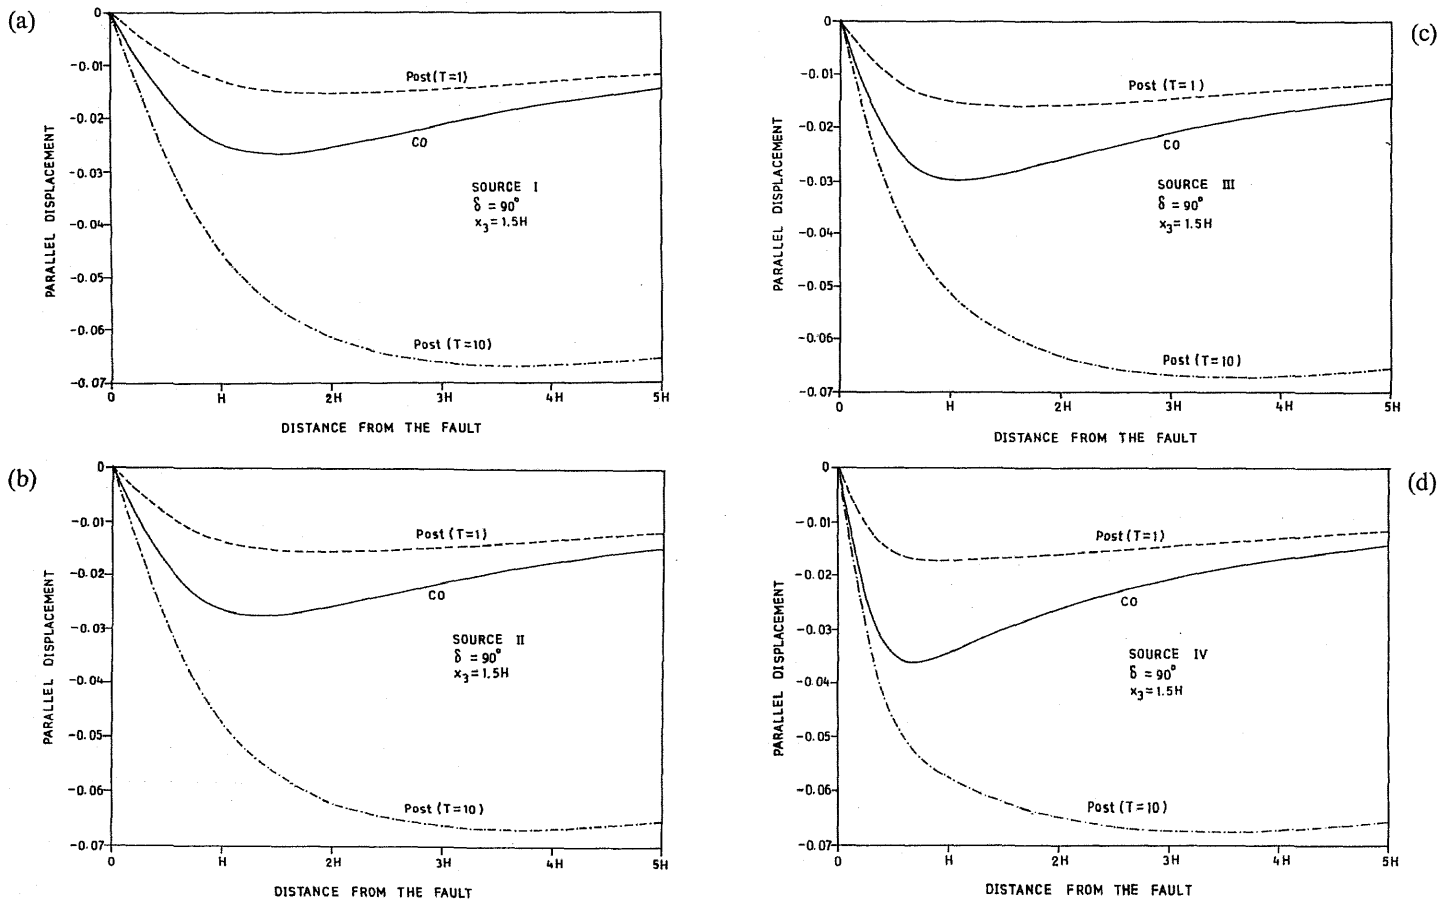 (a)
PARALLEL DISPLACEMENT
0
-0.01
-0.02
-0.03
-0.04
-0.05
-0.06
-0.07
Post (T=1)
CO
SOURCE I
δ = 90°
x3 = 1.5H
Post (T=10)
0 H 2H 3H 4H 5H
DISTANCE FROM THE FAULT
(b)
PARALLEL DISPLACEMENT
0
-0.01
-0.02
-0.03
-0.04
-0.05
-0.06
-0.07
Post (T=1)
CO
SOURCE II
δ = 90°
x3 = 1.5H
Post (T=10)
0 H 2H 3H 4H 5H
DISTANCE FROM THE FAULT
(c)
PARALLEL DISPLACEMENT
0
-0.01
-0.02
-0.03
-0.04
-0.05
-0.06
-0.07
Post (T=1)
CO
SOURCE III
δ = 90°
x3 = 1.5H
Post (T=10)
0 H 2H 3H 4H 5H
DISTANCE FROM THE FAULT
(d)
PARALLEL DISPLACEMENT
0
-0.01
-0.02
-0.03
-0.04
-0.05
-0.06
-0.07
Post (T=1)
CO
SOURCE IV
δ = 90°
x3 = 1.5H
Post (T=10)
0 H 2H 3H 4H 5H
DISTANCE FROM THE FAULT